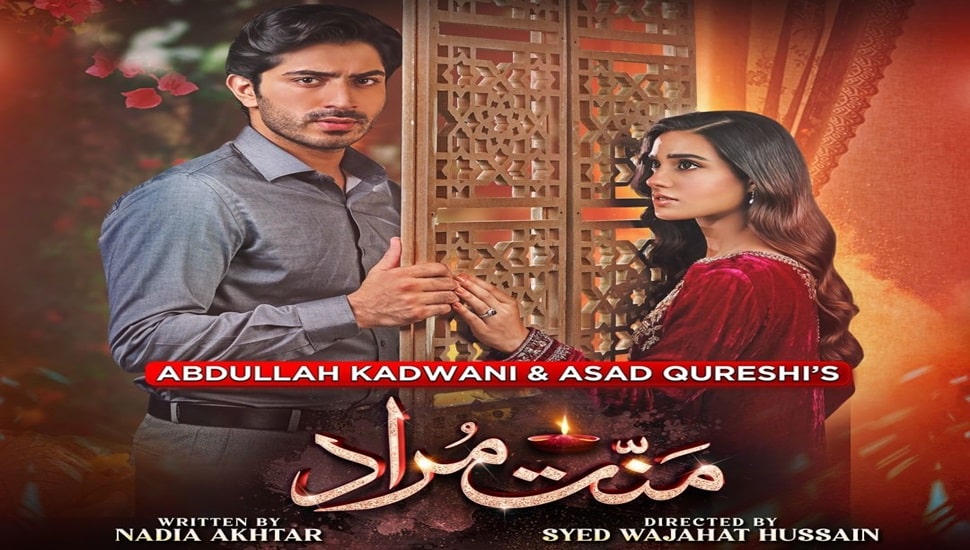 ABDULLAH KADWANI & ASAD QURESHI'S
مَنّت مُراد
WRITTEN BY
NADIA AKHTAR
DIRECTED BY
SYED WAJAHAT HUSSAIN